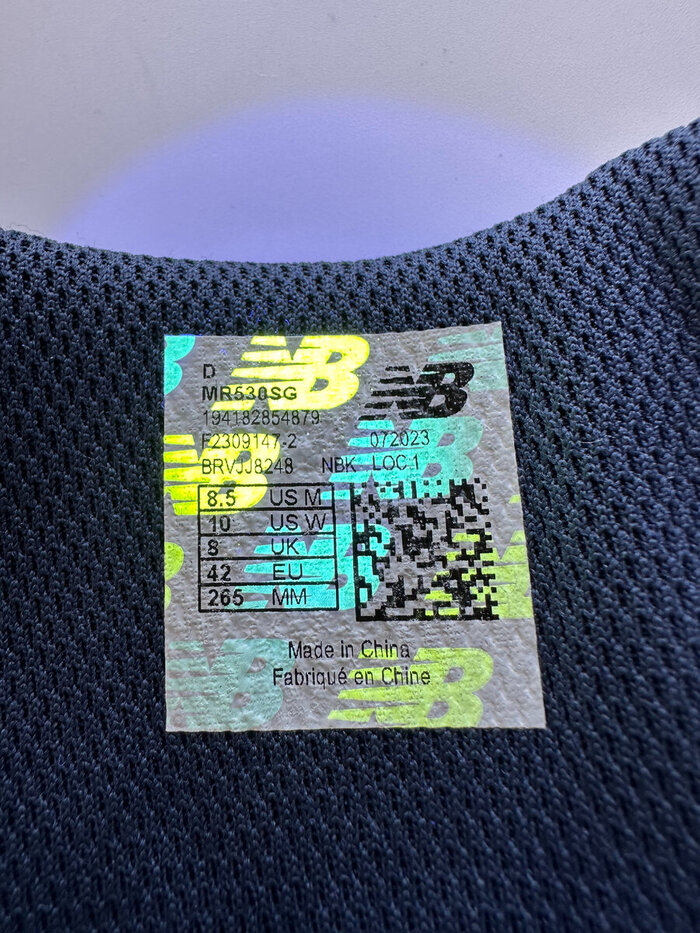 D
MR530SG
194182854879
F2309147-2 072023
BRVJJ8248 NBK LOC 1
8.5 US M
10 US W
8 UK
42 EU
265 MM
Made in China
Fabriqué en Chine